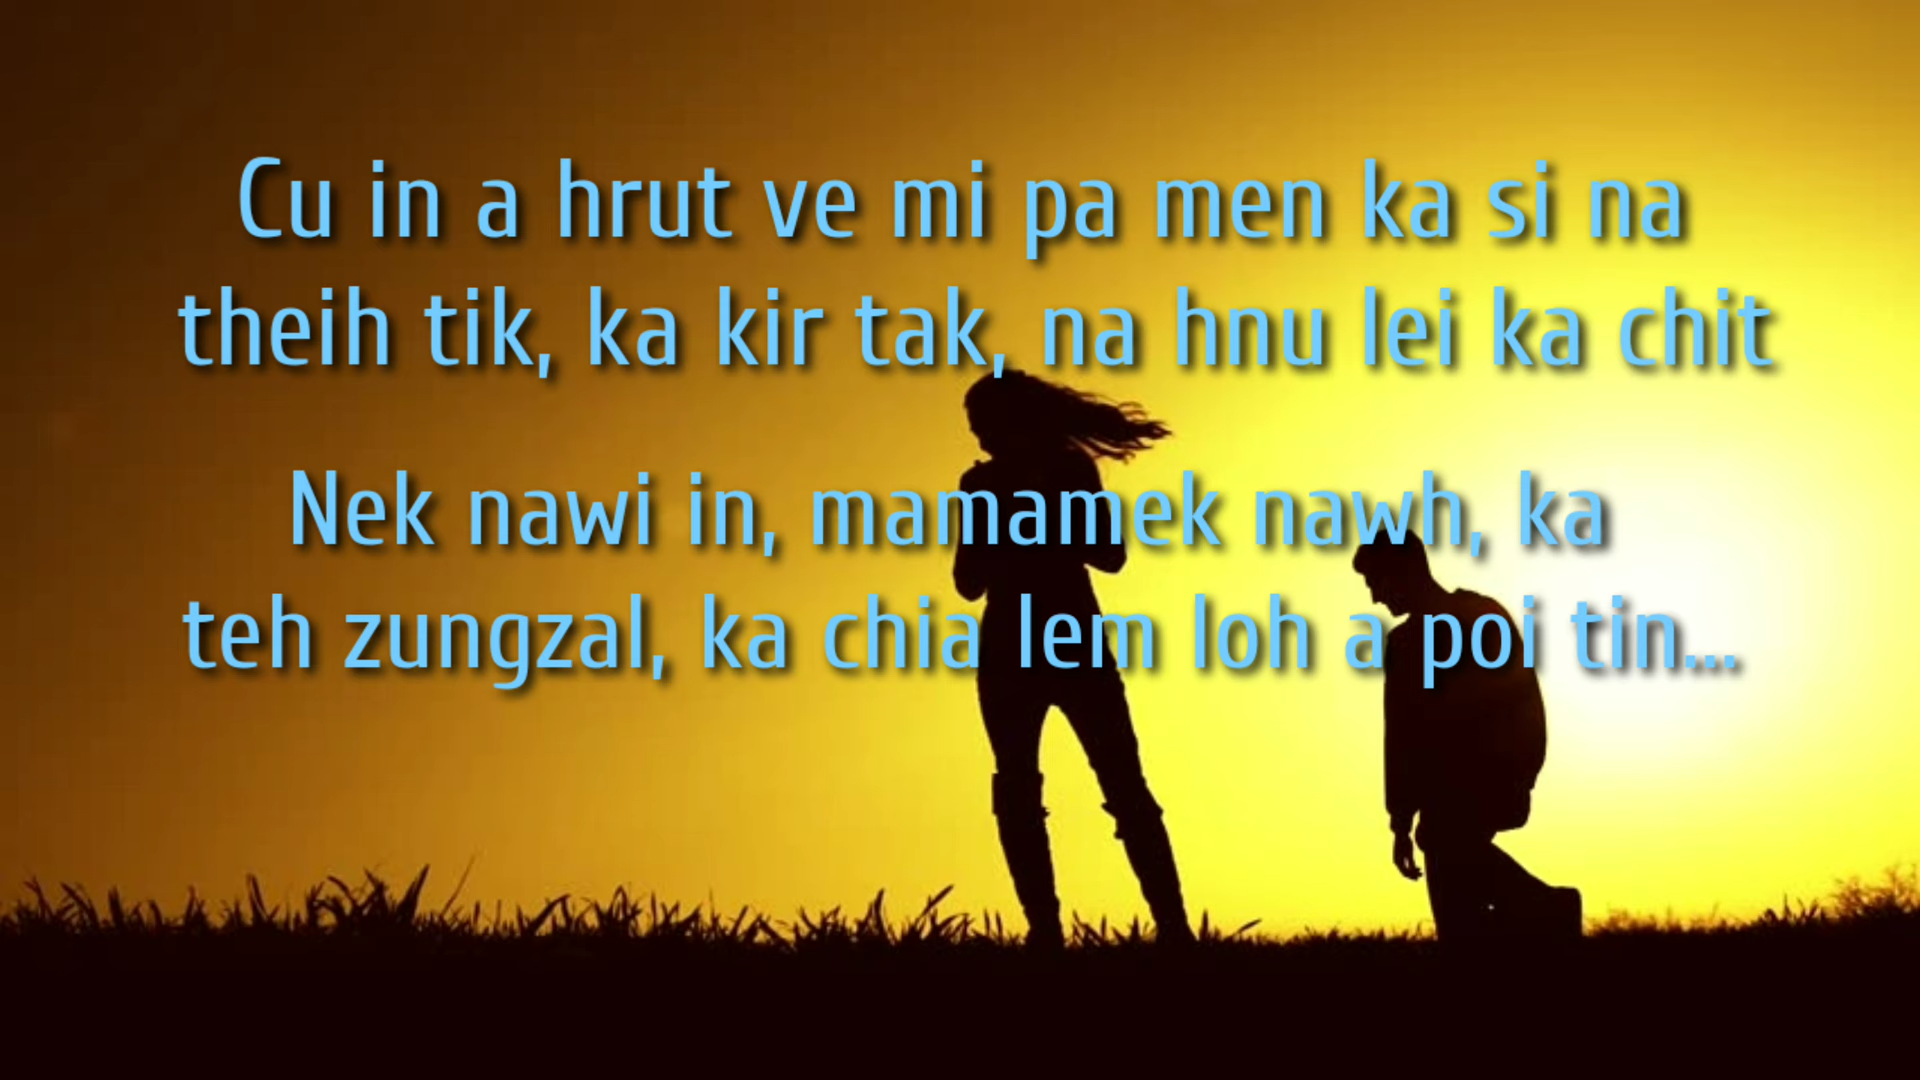 Cu in a hrut ve mi pa men ka si na
theih tik, ka kir tak, na hnu lei ka chit
Nek nawi in, mamamek nawh, ka
teh zungzal, ka chia lem loh a poi tin...